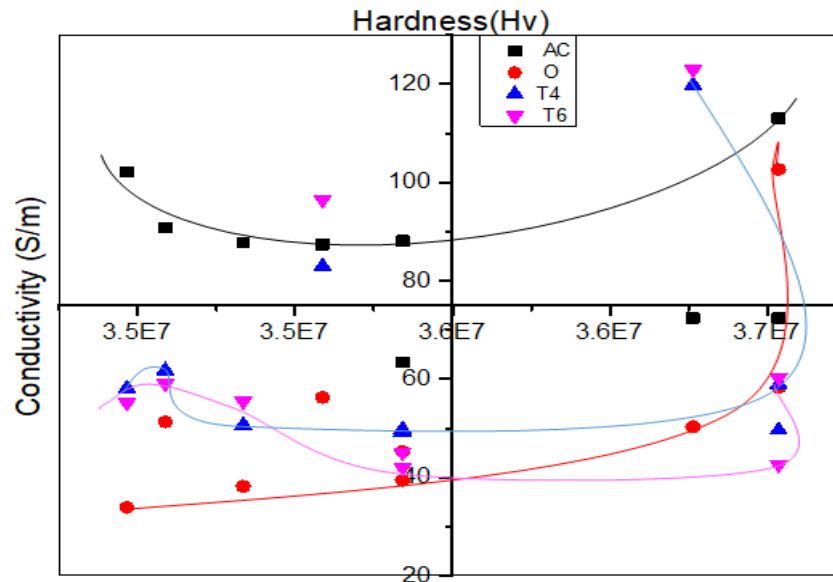 Hardness(Hv)
AC
O
T4
T6
120
100
80
3.5E7
3.5E7
3.6E7
3.6E7
3.7E7
60
40
20
Conductivity (S/m)